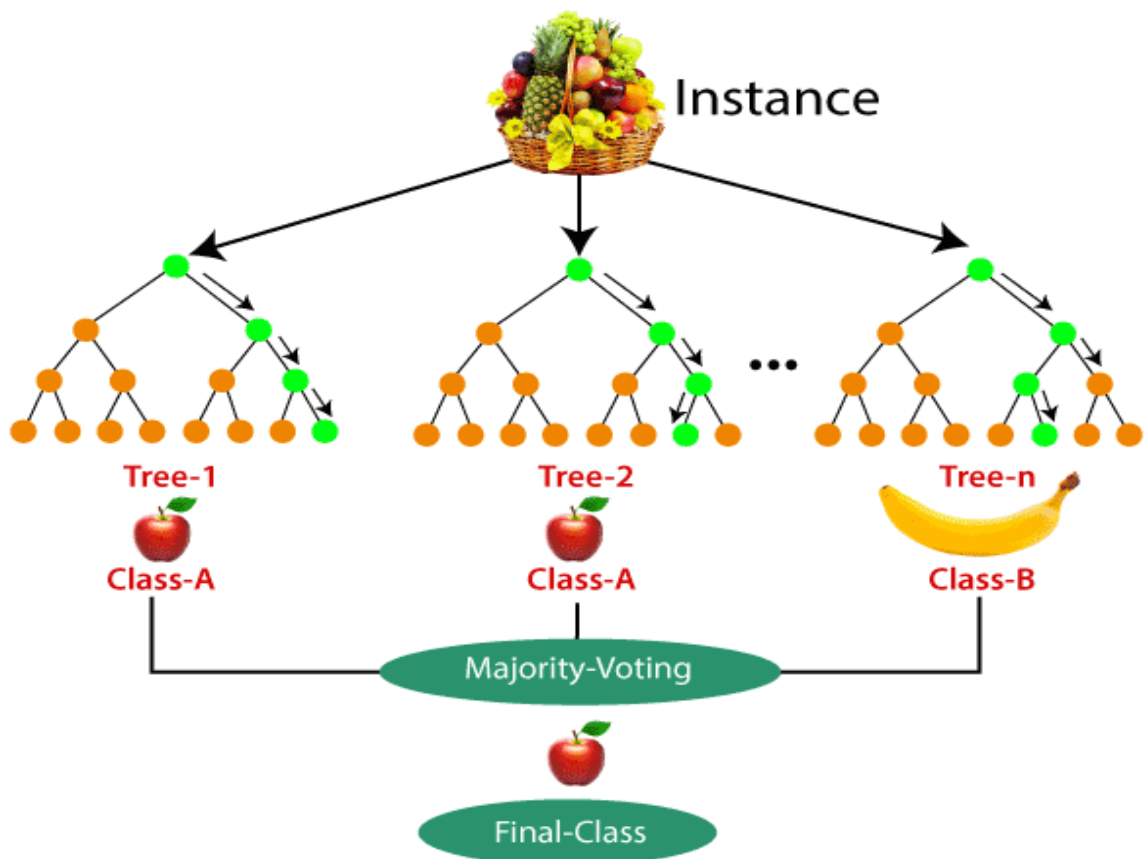 Instance
Tree-1
Tree-2
Tree-n
Class-A
Class-A
Class-B
Majority-Voting
Final-Class